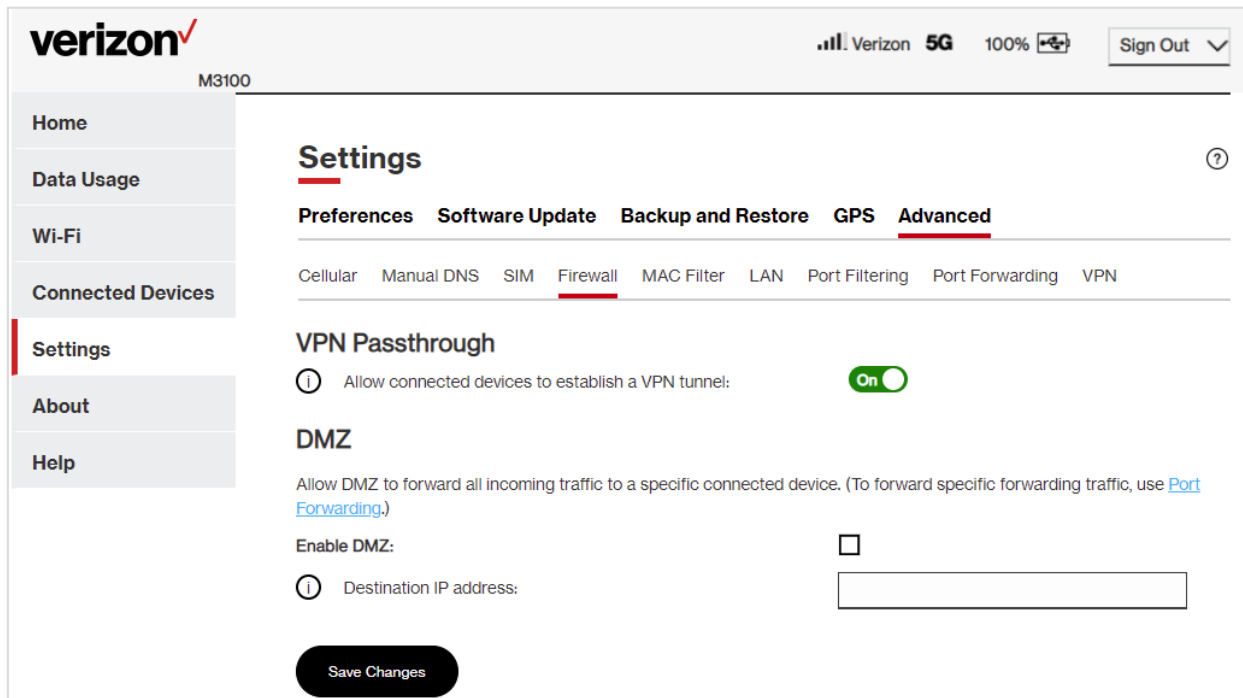 verizon
Verizon 5G 100% Sign Out
M3100
Home
Data Usage
Wi-Fi
Connected Devices
Settings
About
Help
Settings
?
Preferences Software Update Backup and Restore GPS Advanced
Cellular Manual DNS SIM Firewall MAC Filter LAN Port Filtering Port Forwarding VPN
VPN Passthrough
i Allow connected devices to establish a VPN tunnel: On
DMZ
Allow DMZ to forward all incoming traffic to a specific connected device. (To forward specific forwarding traffic, use Port
Forwarding.)
Enable DMZ:
i Destination IP address:
Save Changes